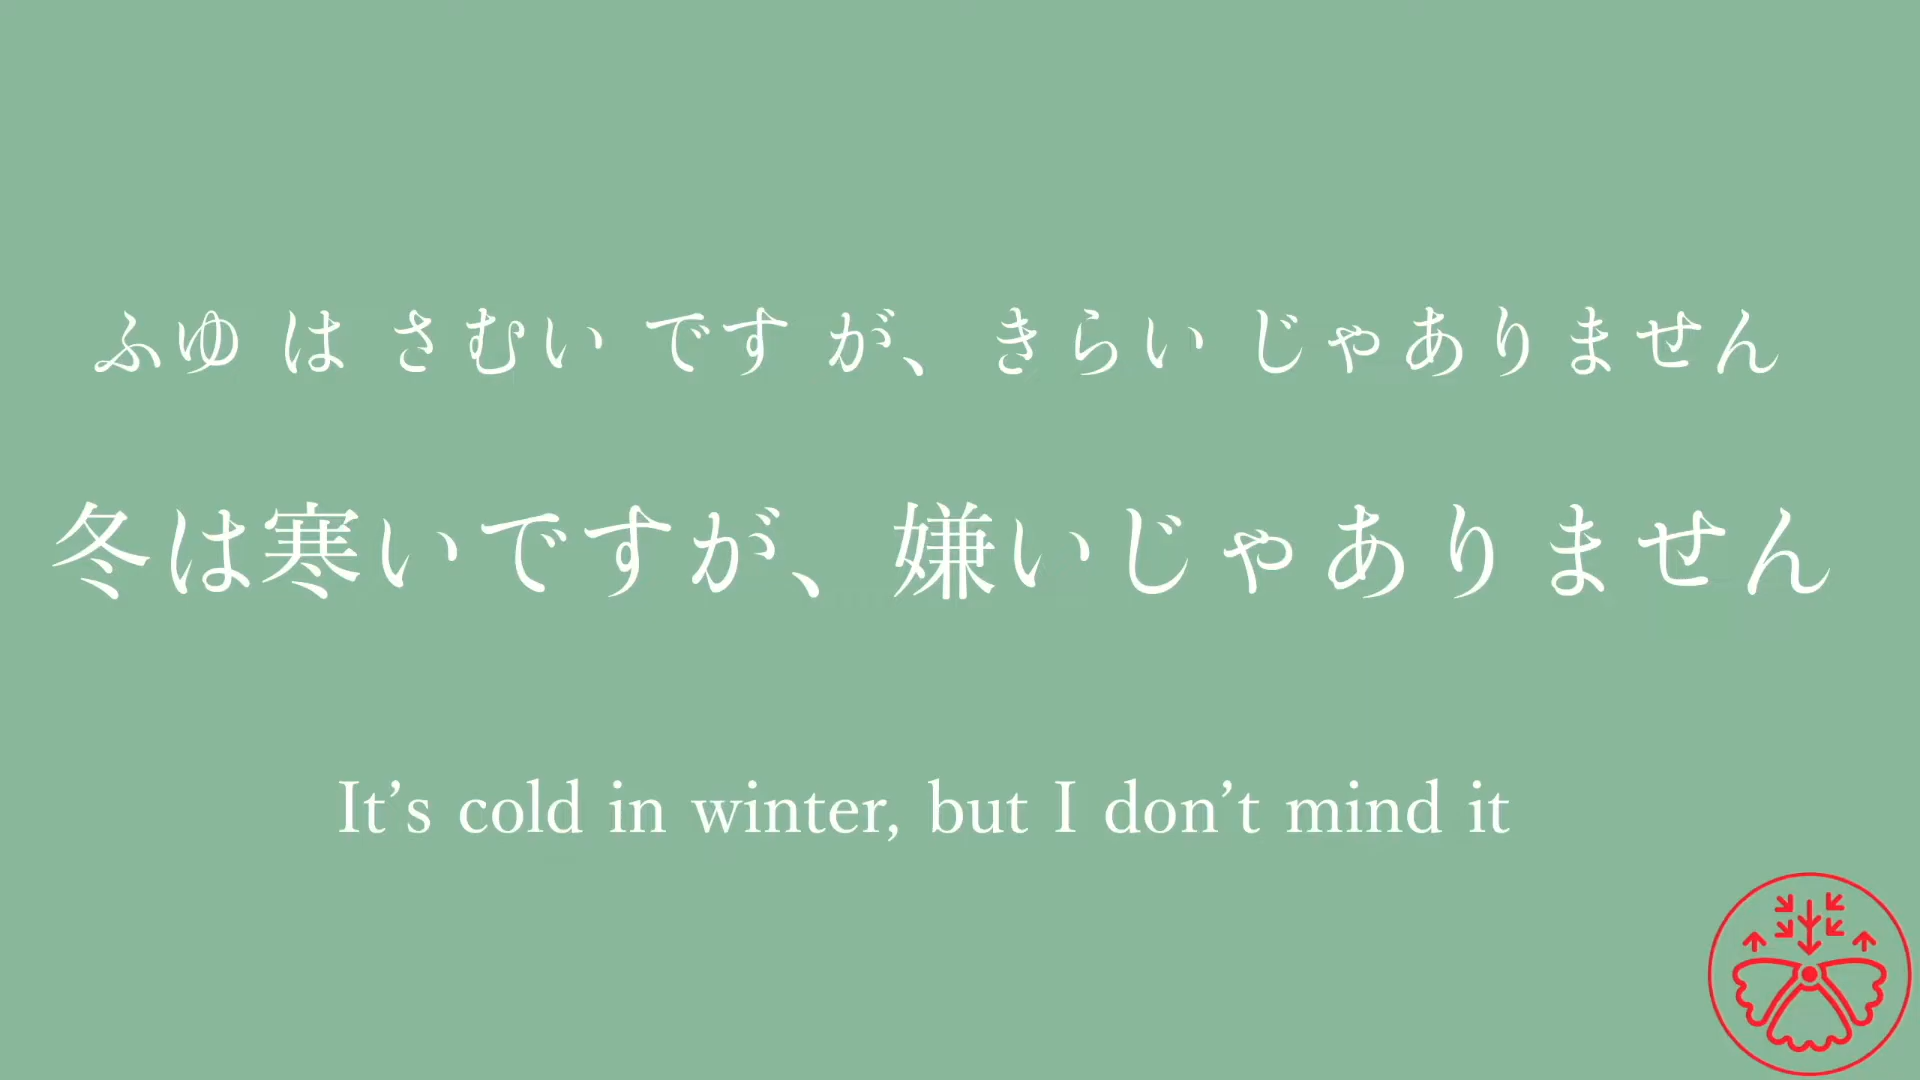 ふゆ は さむい です が、 きらい じゃありません
冬は寒いですが、嫌いじゃありません
It’s cold in winter, but I don’t mind it